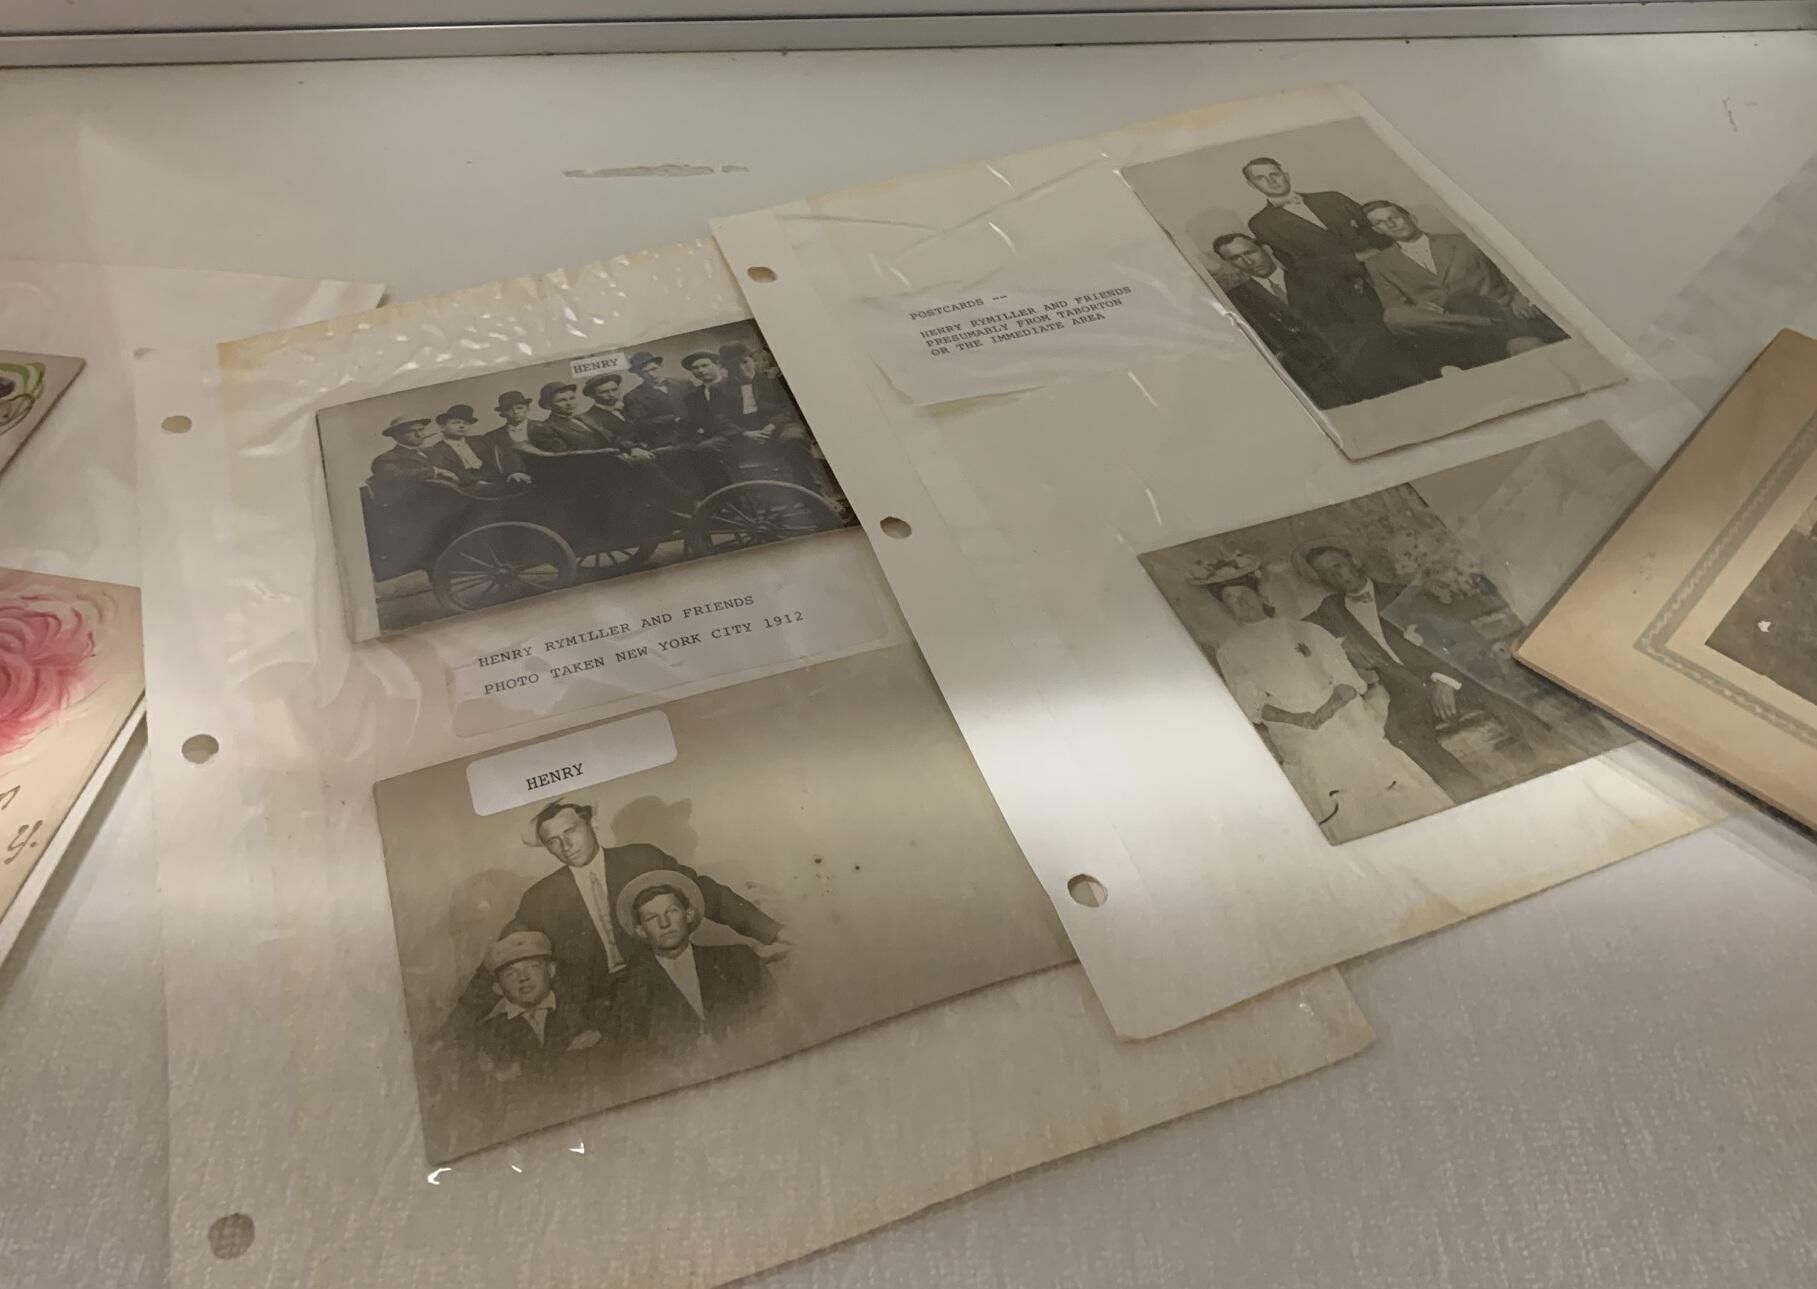 HENRY
HENRY RYMILLER AND FRIENDS
PHOTO TAKEN NEW YORK CITY 1912
HENRY
POSTCARDS --
HENRY RYMILLER AND FRIENDS
PRESUMABLY FROM TABORTON
OR THE IMMEDIATE AREA
y.